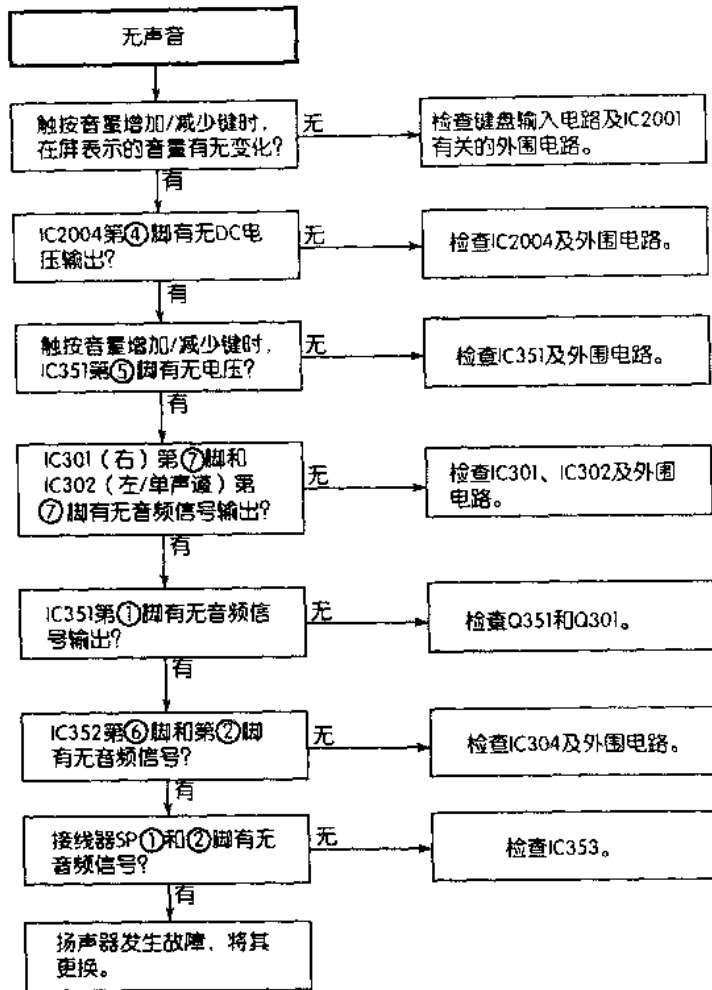 无声音
触按音量增加/减少键时,
在屏表示的音量有无变化?
无
检查键盘输入电路及IC2001
有关的外围电路。
有
IC2004第④脚有无DC电
压输出?
无
检查IC2004及外围电路。
有
触按音量增加/减少键时,
IC351第⑤脚有无电压?
无
检查IC351及外围电路。
有
IC301(右)第⑦脚和
IC302(左/单声道)第
⑦脚有无音频信号输出?
无
检查IC301、IC302及外围
电路。
有
IC351第①脚有无音频信
号输出?
无
检查Q351和Q301。
有
IC352第⑥脚和第②脚
有无音频信号?
无
检查IC304及外围电路。
有
接线器SP①和②脚有无
音频信号?
无
检查IC353。
有
扬声器发生故障、将其
更换。